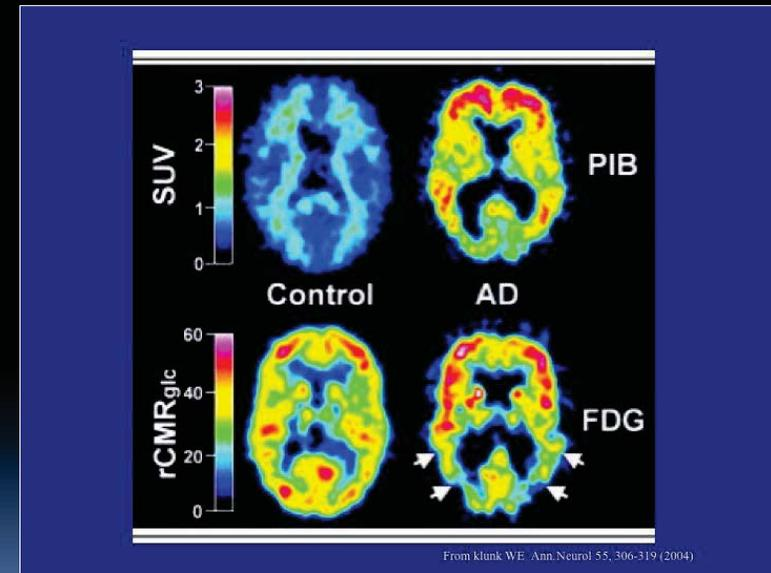 3
2
1
0
SUV
PIB
Control
AD
60
40
20
0
rCMRglc
FDG
From klunk WE Ann.Neurol 55, 306-319 (2004)